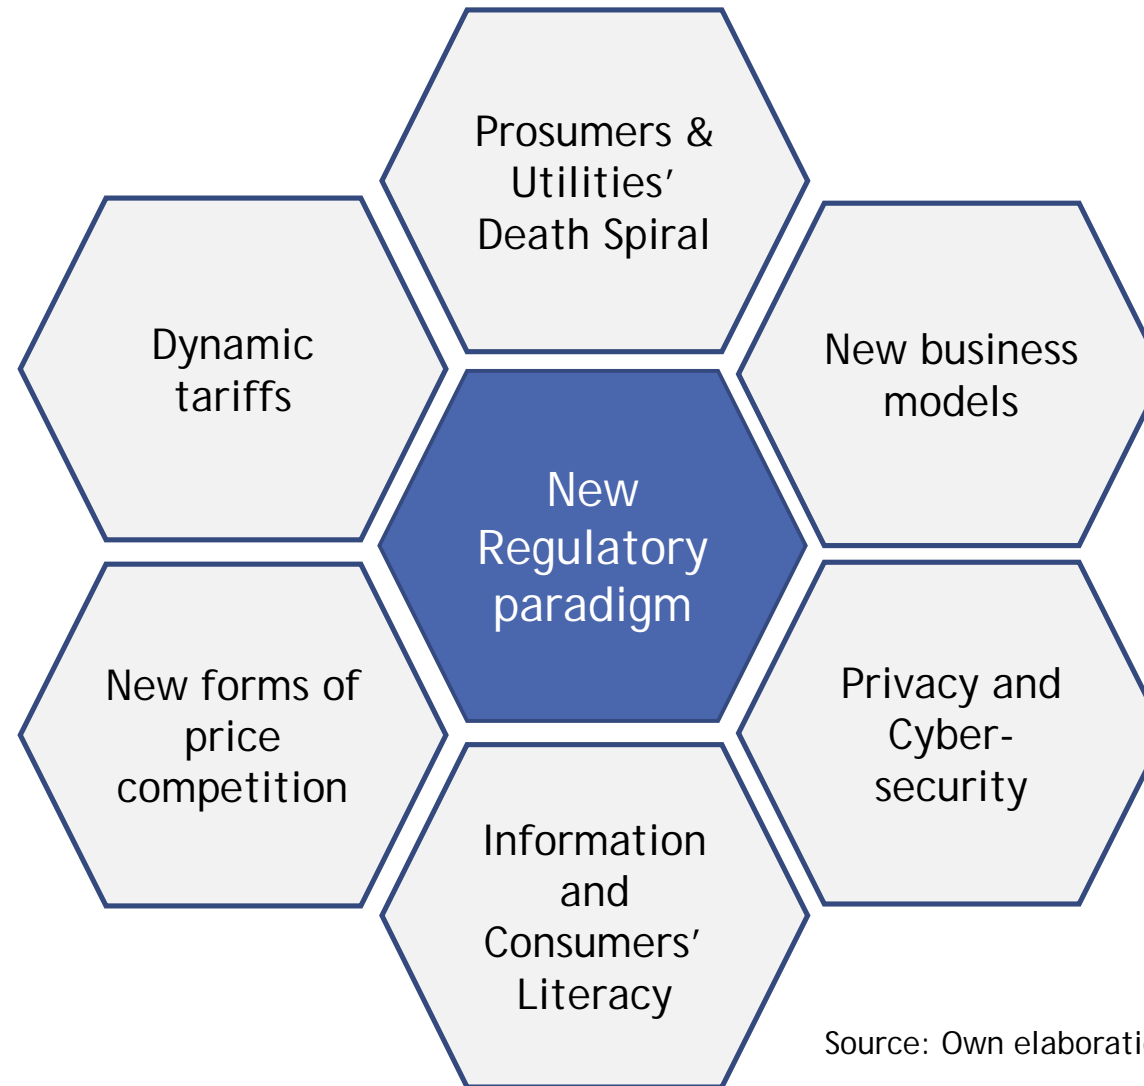 Prosumers &
Utilities’
Death Spiral
Dynamic
tariffs
New business
models
New
Regulatory
paradigm
New forms of
price
competition
Privacy and
Cyber-
security
Information
and
Consumers’
Literacy
Source: Own